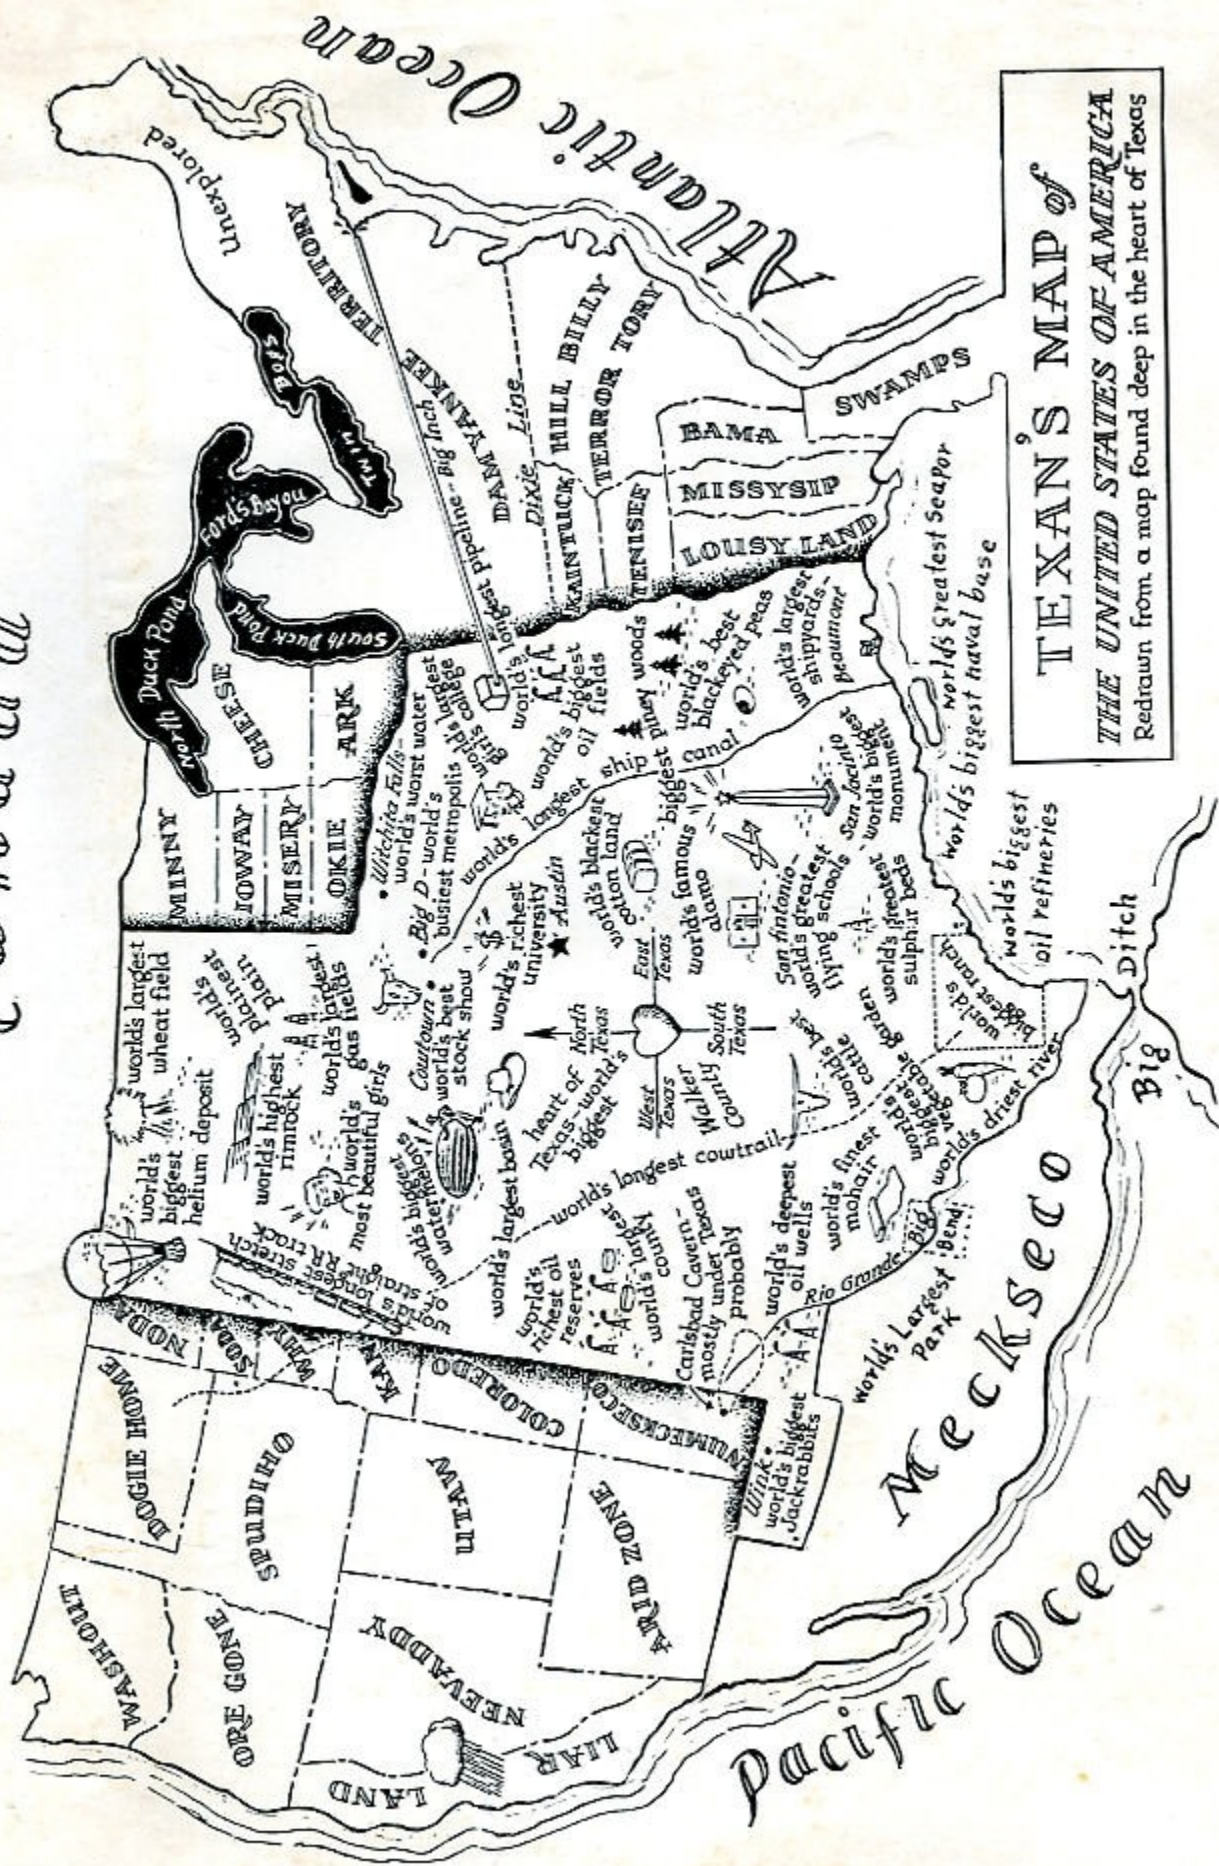 Unexplored
TERRITORY
Atlantic Ocean
North Duck Pond
Ford's Bayou
South Duck Pond
TWIN
BOPS
MINNY
CHEESE
IOWAY
MISERY
ARK
OKIE
DAMYANKEE
world's longest pipeline - Big Inch
Dixie Line
KAINTUCK
HILL BILLY
TERROR TORY
TENISEE
BAMA
MISSYSIP
LOUSY LAND
SWAMPS
WASHOUT
ORE GONE
DOGIE HOME
SPUDIHO
NODA
SODA
WHY
KAN
COLOREDO
UTAW
NEEVADDY
LIAR
LAND
ARID ZONE
NUMECKSECO
world's largest
wheat field
world's
biggest
helium deposit
world's
plainest
plain
world's highest
rimrock
world's largest
gas fields
world's
most beautiful girls
world's longest stretch
of straight RR track
world's biggest
watermelons
Cowtown
world's best
stock show
Wichita Falls-
world's worst water
Big D - world's
busiest metropolis
world's largest
girls college
world's biggest
oil
fields
world's longest ship canal
world's richest
university
Austin
world's blackest
cotton land
biggest piney woods
world's best
blackeyed peas
world's largest
shipyards-
Beaumont
world's largest basin
heart of
Texas - world's
biggest
North
Texas
East
Texas
South
Texas
West
Texas
Walker
County
world's famous
alamo
San Jacinto
- world's biggest
monument
San Antonio-
world's greatest
flying schools
world's greatest
sulphur beds
world's longest cowtrail
world's
richest oil
reserves
world's largest
county
Carlsbad Cavern-
mostly under Texas
probably
world's deepest
oil wells
world's finest
mohair
world's best
cattle
world's
biggest
vegetable garden
world's driest river
world's
biggest ranch
Wink
world's biggest
Jackrabbits
Rio Grande
Big
Bend
World's Largest
Park
World's Greatest Seapor
World's biggest naval base
World's biggest
oil refineries
Big
Ditch
Meckseco
Pacific Ocean
TEXAN'S MAP of
THE UNITED STATES OF AMERICA
Redrawn from a map found deep in the heart of Texas